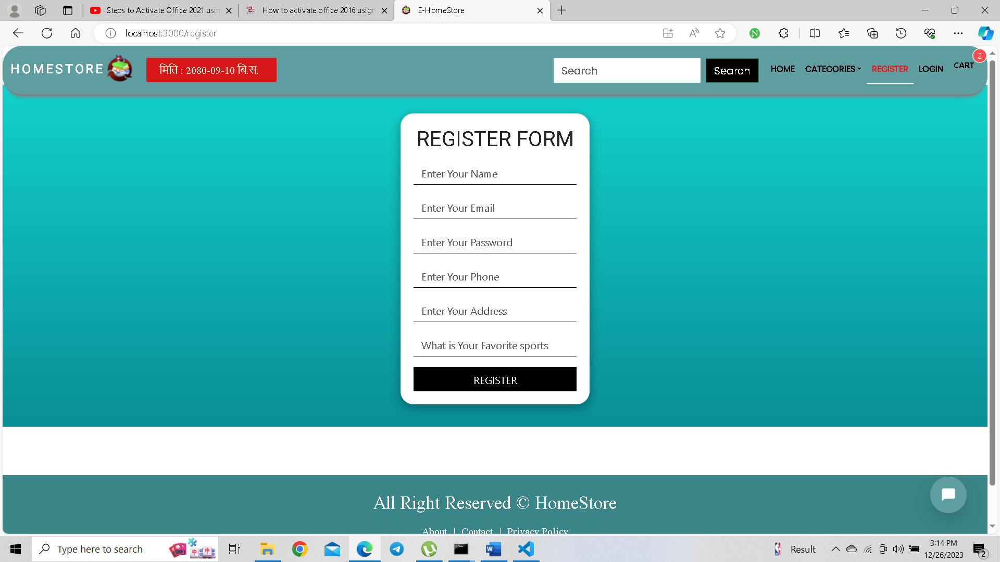 Steps to Activate Office 2021 usin
How to activate office 2016 usign
E-HomeStore
localhost:3000/register
HOMESTORE
मिति : 2080-09-10 बि.स.
Search
Search
HOME
CATEGORIES
REGISTER
LOGIN
CART
2
REGISTER FORM
Enter Your Name
Enter Your Email
Enter Your Password
Enter Your Phone
Enter Your Address
What is Your Favorite sports
REGISTER
All Right Reserved © HomeStore
About | Contact | Privacy Policy
Type here to search
Result
3:14 PM
12/26/2023
2